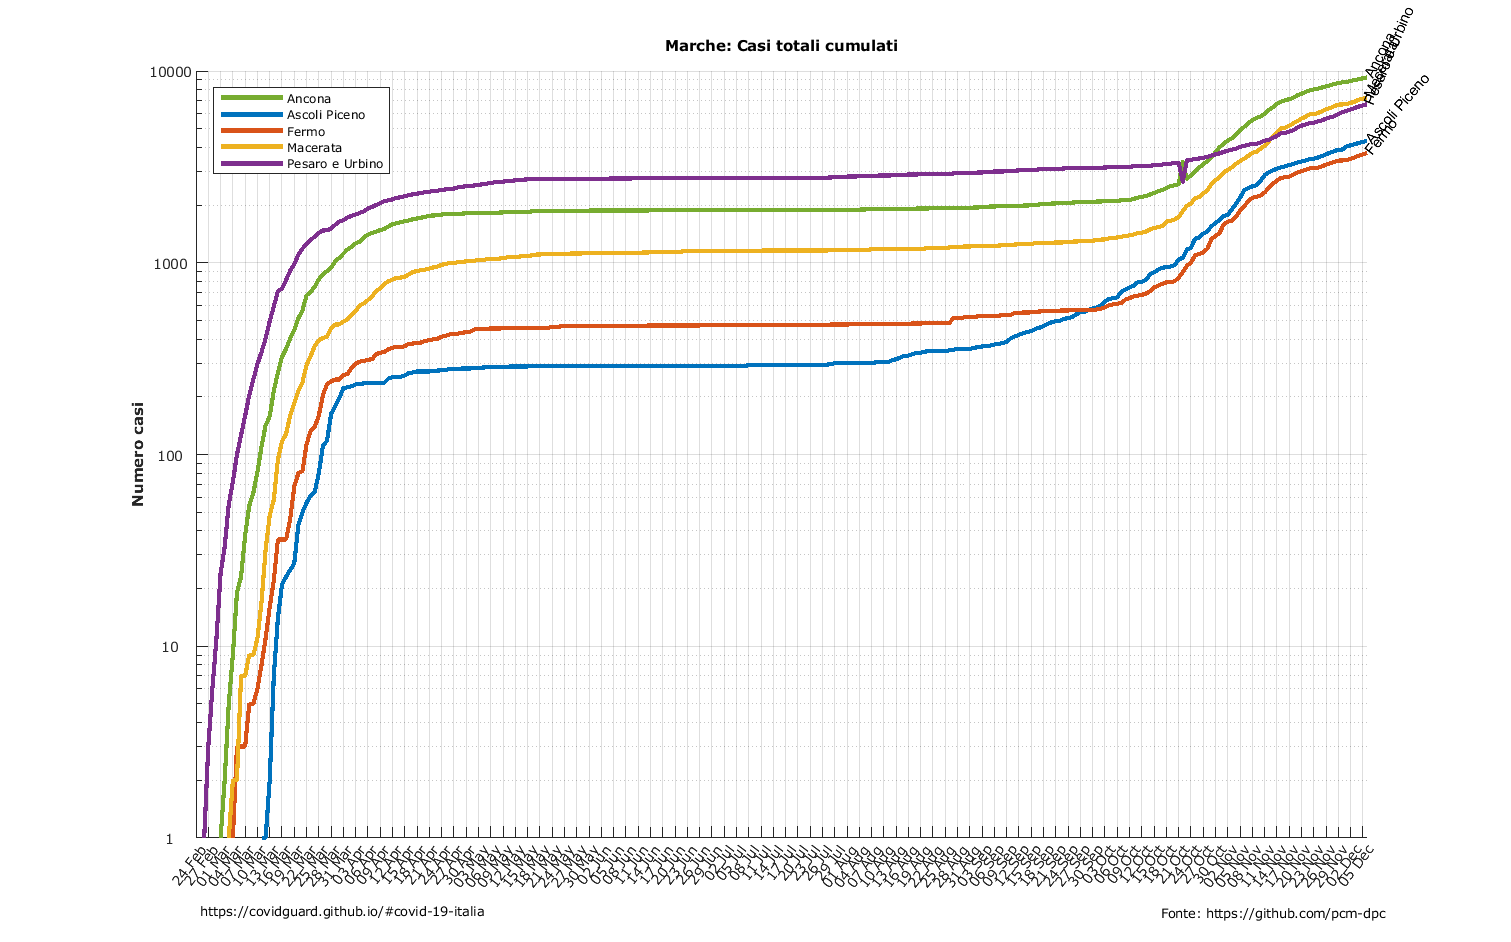 Marche: Casi totali cumulati
Numero casi
10000
1000
100
10
1
Ancona
Ascoli Piceno
Fermo
Macerata
Pesaro e Urbino
Ancona
Ascoli Piceno
Fermo
24 Feb
27 Feb
01 Mar
04 Mar
07 Mar
10 Mar
13 Mar
16 Mar
19 Mar
22 Mar
25 Mar
28 Mar
31 Mar
03 Apr
06 Apr
09 Apr
12 Apr
15 Apr
18 Apr
21 Apr
24 Apr
27 Apr
30 Apr
03 May
06 May
09 May
12 May
15 May
18 May
21 May
24 May
27 May
30 May
02 Jun
05 Jun
08 Jun
11 Jun
14 Jun
17 Jun
20 Jun
23 Jun
26 Jun
29 Jun
02 Jul
05 Jul
08 Jul
11 Jul
14 Jul
17 Jul
20 Jul
23 Jul
26 Jul
29 Jul
01 Aug
04 Aug
07 Aug
10 Aug
13 Aug
16 Aug
19 Aug
22 Aug
25 Aug
28 Aug
31 Aug
03 Sep
06 Sep
09 Sep
12 Sep
15 Sep
18 Sep
21 Sep
24 Sep
27 Sep
30 Sep
03 Oct
06 Oct
09 Oct
12 Oct
15 Oct
18 Oct
21 Oct
24 Oct
27 Oct
30 Oct
02 Nov
05 Nov
08 Nov
11 Nov
14 Nov
17 Nov
20 Nov
23 Nov
26 Nov
29 Nov
02 Dec
05 Dec
https://covidguard.github.io/#covid-19-italia
Fonte: https://github.com/pcm-dpc